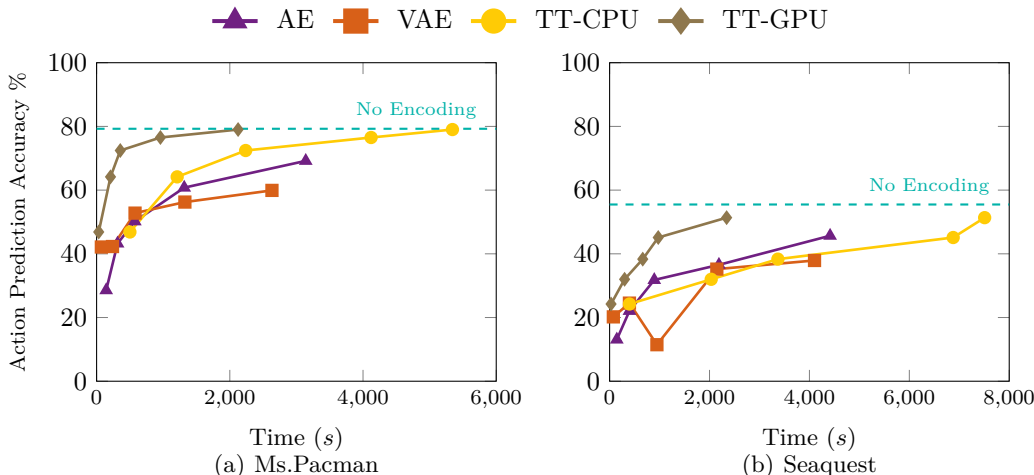 AE VAE TT-CPU TT-GPU
Action Prediction Accuracy %
100
80
60
40
20
0
No Encoding
0 2,000 4,000 6,000
Time (s)
(a) Ms.Pacman
100
80
60
40
20
0
No Encoding
0 2,000 4,000 6,000 8,000
Time (s)
(b) Seaquest